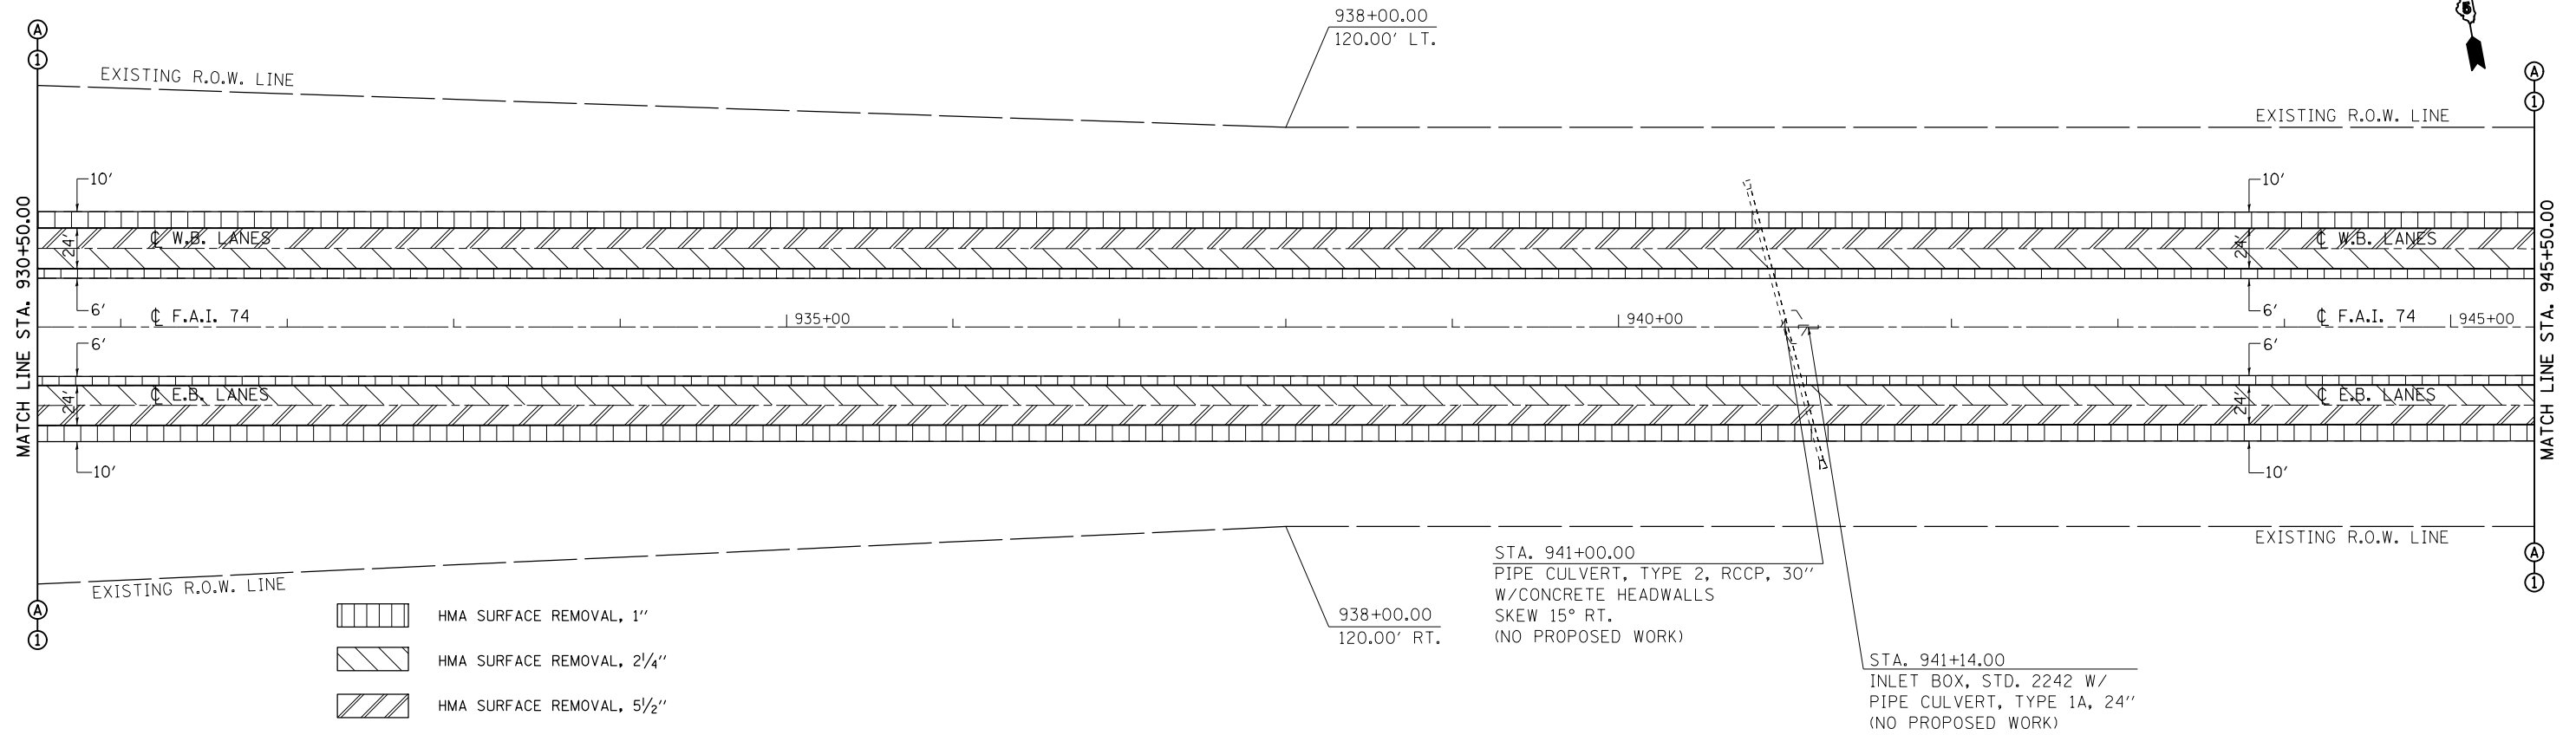 938+00.00
120.00' LT.
A
1
A
1
EXISTING R.O.W. LINE
EXISTING R.O.W. LINE
10'
10'
MATCH LINE STA. 930+50.00
24'
℄ W.B. LANES
24'
℄ W.B. LANES
MATCH LINE STA. 945+50.00
6'
℄ F.A.I. 74
935+00
940+00
6'
℄ F.A.I. 74
945+00
6'
6'
24'
℄ E.B. LANES
24'
℄ E.B. LANES
10'
10'
EXISTING R.O.W. LINE
EXISTING R.O.W. LINE
A
1
A
1
STA. 941+00.00
PIPE CULVERT, TYPE 2, RCCP, 30"
W/CONCRETE HEADWALLS
SKEW 15° RT.
(NO PROPOSED WORK)
938+00.00
120.00' RT.
HMA SURFACE REMOVAL, 1"
HMA SURFACE REMOVAL, 2 1/4"
HMA SURFACE REMOVAL, 5 1/2"
STA. 941+14.00
INLET BOX, STD. 2242 W/
PIPE CULVERT, TYPE 1A, 24"
(NO PROPOSED WORK)